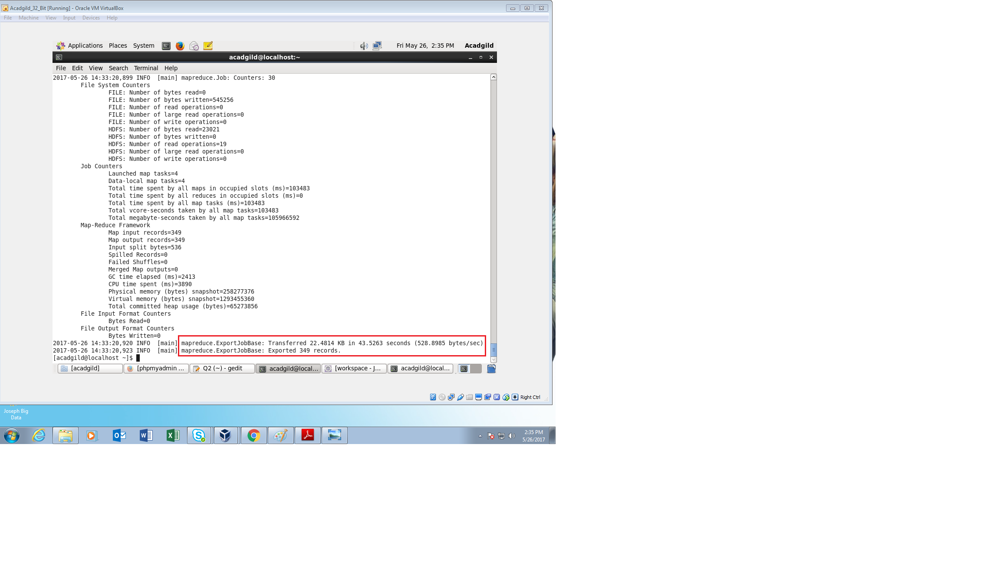 Acadgild_32_Bit [Running] - Oracle VM VirtualBox
File Machine View Input Devices Help
Applications Places System Fri May 26, 2:35 PM Acadgild
acadgild@localhost:~
File Edit View Search Terminal Help
2017-05-26 14:33:20,899 INFO [main] mapreduce.Job: Counters: 30
File System Counters
FILE: Number of bytes read=0
FILE: Number of bytes written=545256
FILE: Number of read operations=0
FILE: Number of large read operations=0
FILE: Number of write operations=0
HDFS: Number of bytes read=23021
HDFS: Number of bytes written=0
HDFS: Number of read operations=19
HDFS: Number of large read operations=0
HDFS: Number of write operations=0
Job Counters
Launched map tasks=4
Data-local map tasks=4
Total time spent by all maps in occupied slots (ms)=103483
Total time spent by all reduces in occupied slots (ms)=0
Total time spent by all map tasks (ms)=103483
Total vcore-seconds taken by all map tasks=103483
Total megabyte-seconds taken by all map tasks=105966592
Map-Reduce Framework
Map input records=349
Map output records=349
Input split bytes=536
Spilled Records=0
Failed Shuffles=0
Merged Map outputs=0
GC time elapsed (ms)=2413
CPU time spent (ms)=3890
Physical memory (bytes) snapshot=258277376
Virtual memory (bytes) snapshot=1293455360
Total committed heap usage (bytes)=65273856
File Input Format Counters
Bytes Read=0
File Output Format Counters
Bytes Written=0
2017-05-26 14:33:20,920 INFO [main] mapreduce.ExportJobBase: Transferred 22.4814 KB in 43.5263 seconds (528.8985 bytes/sec)
2017-05-26 14:33:20,923 INFO [main] mapreduce.ExportJobBase: Exported 349 records.
[acadgild@localhost ~]$
[acadgild] [phpmyadmin ... Q2 (~) - gedit acadgild@local... [workspace - J... acadgild@local...
Right Ctrl
Joseph Big
Data
2:35 PM
5/26/2017